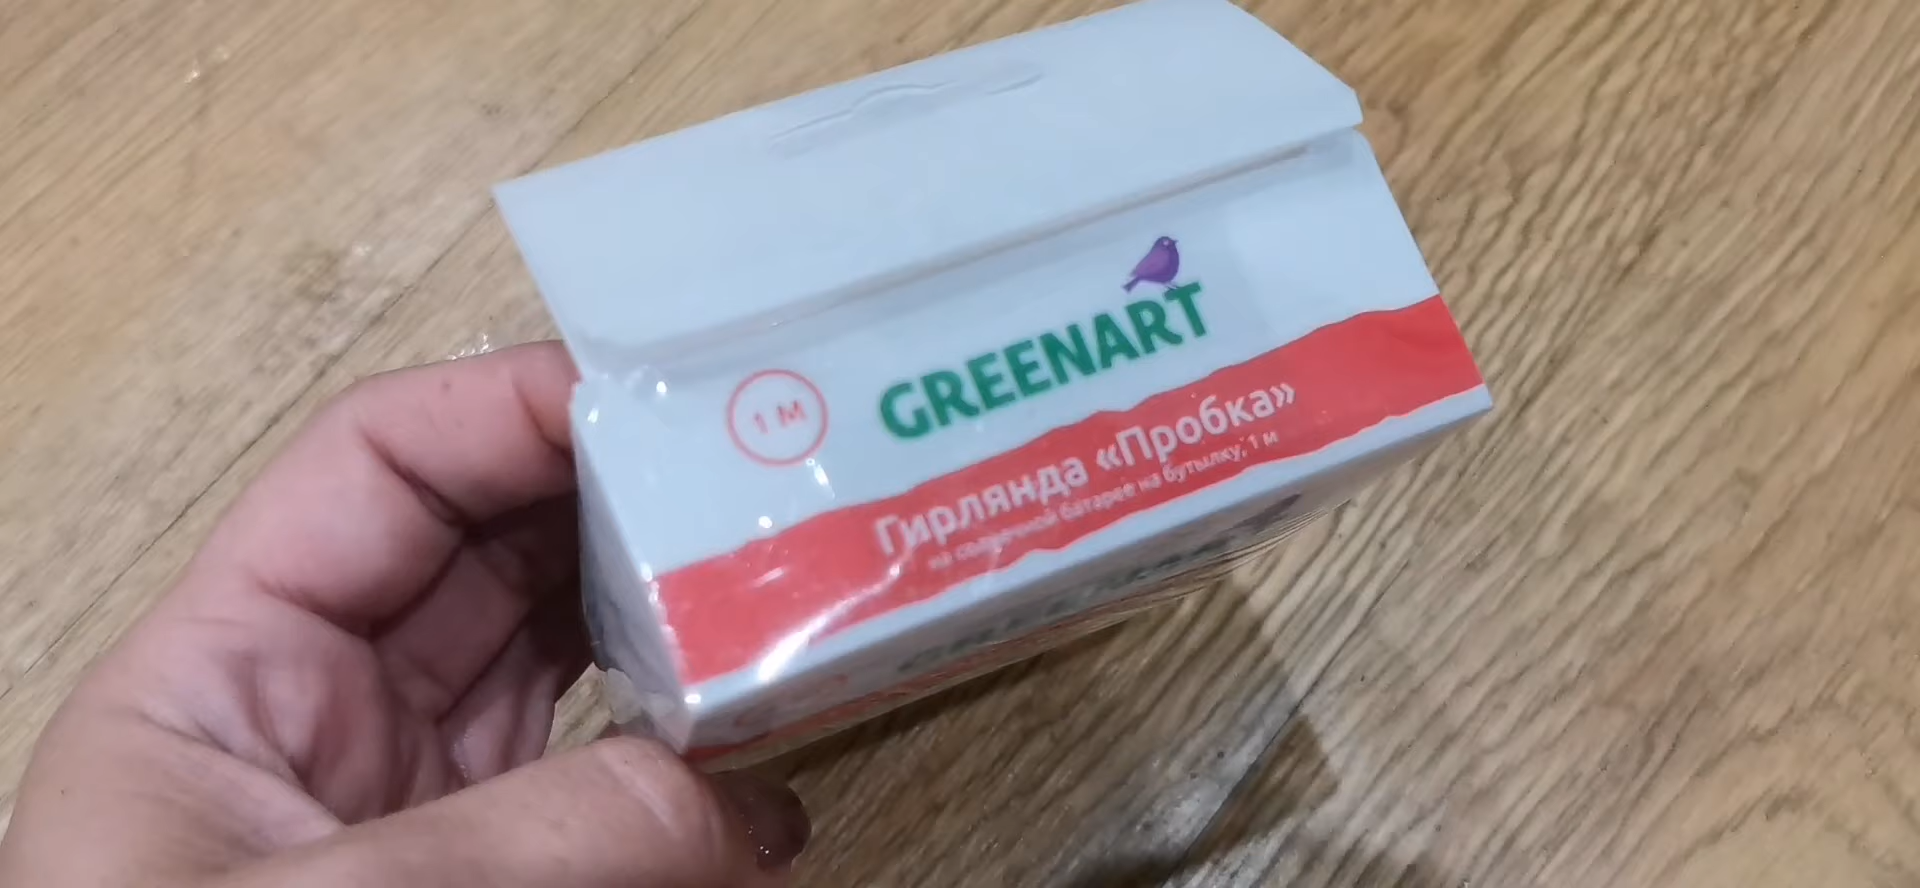 1 М
GREENART
Гирлянда «Пробка»
на солнечной батарее на бутылку, 1 м